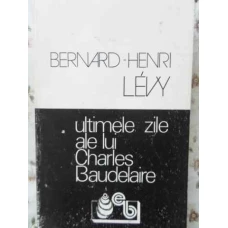 BERNARD-HENRI
LÉVY
ultimele zile
ale lui
Charles
Baudelaire